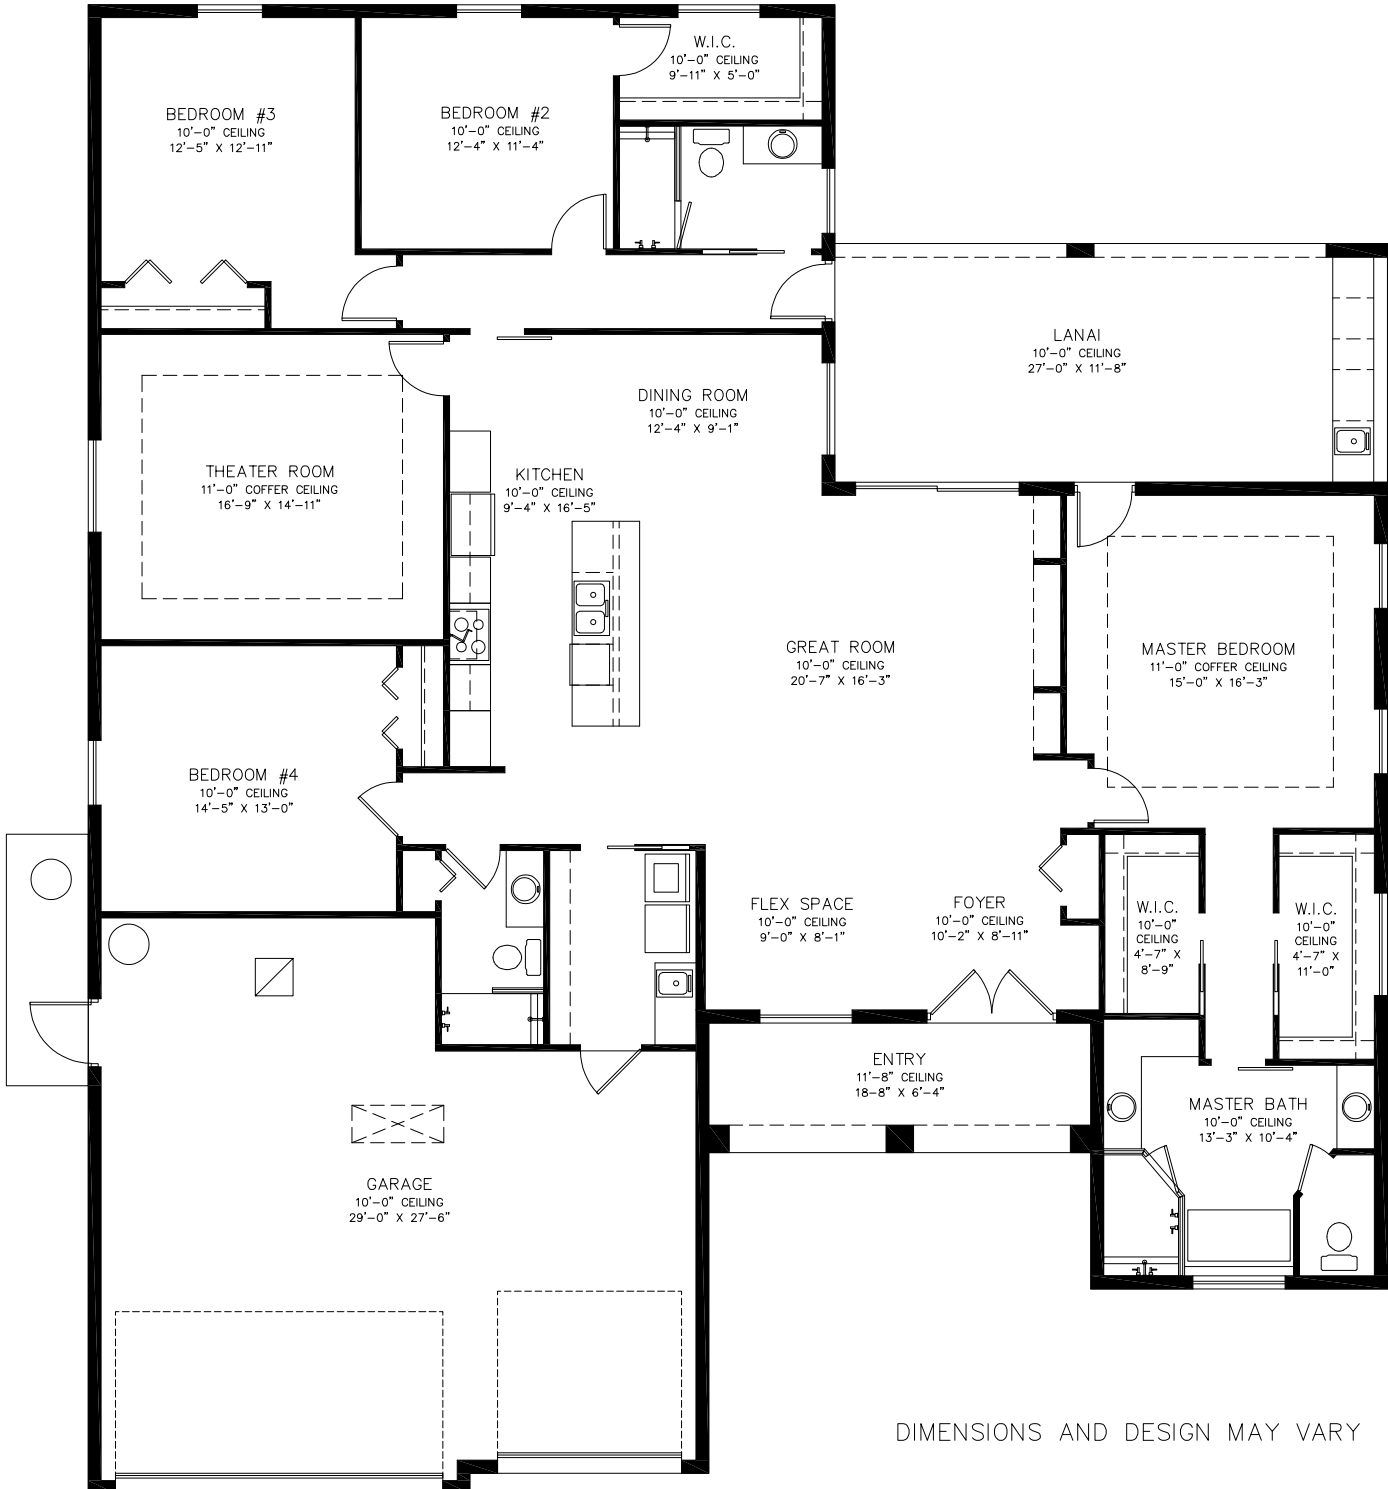 W.I.C.
10'-0" CEILING
9'-11" X 5'-0"
BEDROOM #3
10'-0" CEILING
12'-5" X 12'-11"
BEDROOM #2
10'-0" CEILING
12'-4" X 11'-4"
LANAI
10'-0" CEILING
27'-0" X 11'-8"
DINING ROOM
10'-0" CEILING
12'-4" X 9'-1"
THEATER ROOM
11'-0" COFFER CEILING
16'-9" X 14'-11"
KITCHEN
10'-0" CEILING
9'-4" X 16'-5"
GREAT ROOM
10'-0" CEILING
20'-7" X 16'-3"
MASTER BEDROOM
11'-0" COFFER CEILING
15'-0" X 16'-3"
BEDROOM #4
10'-0" CEILING
14'-5" X 13'-0"
FLEX SPACE
10'-0" CEILING
9'-0" X 8'-1"
FOYER
10'-0" CEILING
10'-2" X 8'-11"
W.I.C.
10'-0"
CEILING
4'-7" X
8'-9"
W.I.C.
10'-0"
CEILING
4'-7" X
11'-0"
ENTRY
11'-8" CEILING
18-8" X 6'-4"
MASTER BATH
10'-0" CEILING
13'-3" X 10'-4"
GARAGE
10'-0" CEILING
29'-0" X 27'-6"
DIMENSIONS AND DESIGN MAY VARY